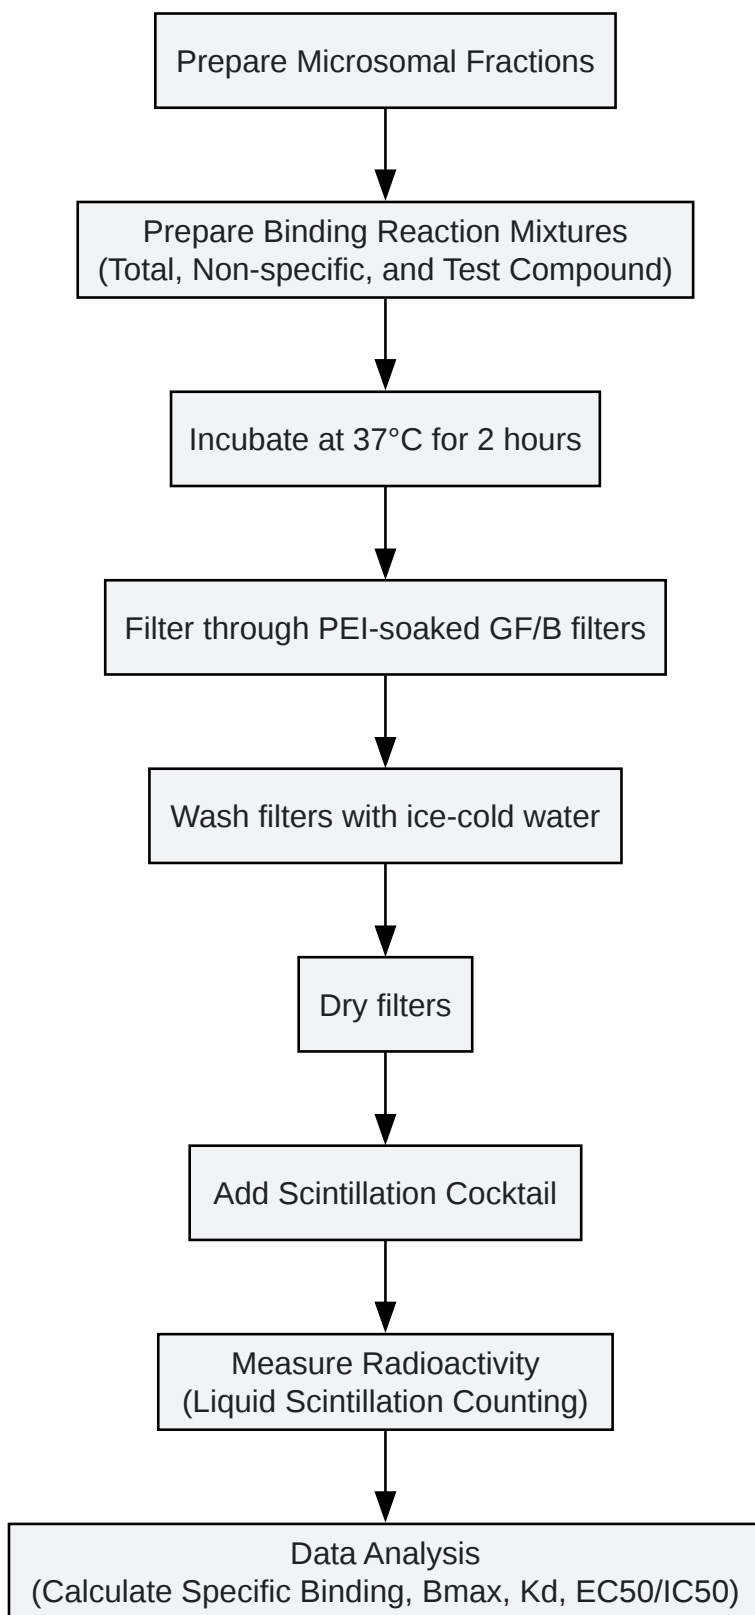 Prepare Microsomal Fractions
Prepare Binding Reaction Mixtures
(Total, Non-specific, and Test Compound)
Incubate at 37°C for 2 hours
Filter through PEI-soaked GF/B filters
Wash filters with ice-cold water
Dry filters
Add Scintillation Cocktail
Measure Radioactivity
(Liquid Scintillation Counting)
Data Analysis
(Calculate Specific Binding, Bmax, Kd, EC50/IC50)